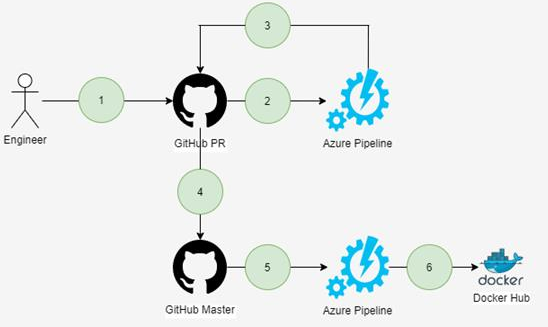 3
1
2
Engineer
GitHub PR
Azure Pipeline
4
5
6
docker
GitHub Master
Azure Pipeline
Docker Hub